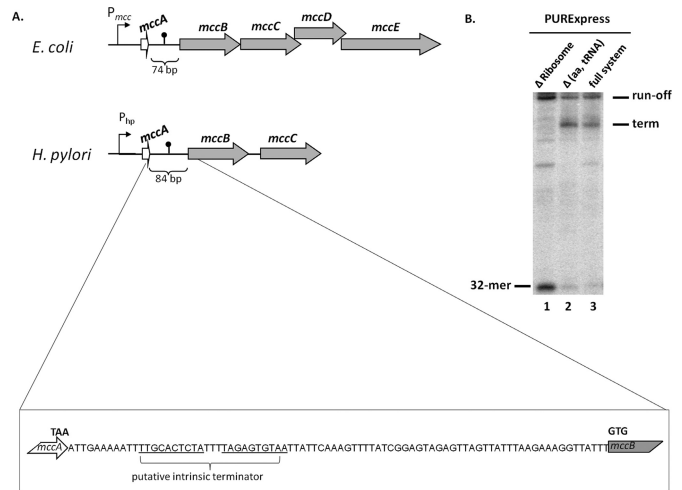 A.
E. coli
P mcc
mccA
mccB
mccC
mccD
mccE
74 bp
H. pylori
P hp
mccA
mccB
mccC
84 bp
B.
PURExpress
Δ Ribosome
Δ (aa, tRNA)
full system
run-off
term
32-mer
1 2 3
TAA
GTG
mccA
ATTGAAAAATTTTGCACTCTATTTTAGAGTGTAATTATTCAAAGTTTTATCGGAGTAGAGTTAGTTATTTAAGAAAGGTTATTT
mccB
putative intrinsic terminator